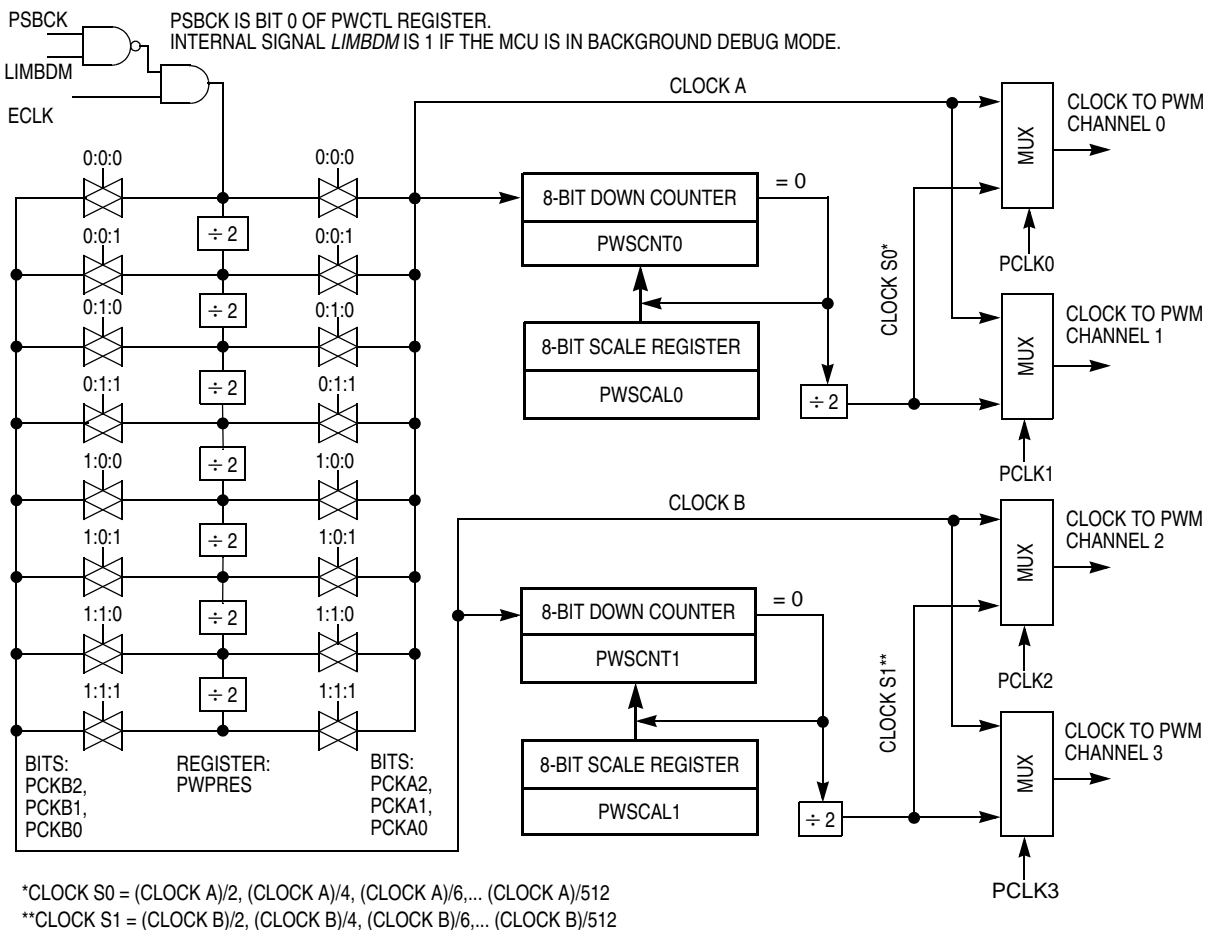 PSBCK
PSBCK IS BIT 0 OF PWCTL REGISTER.
INTERNAL SIGNAL LIMBDM IS 1 IF THE MCU IS IN BACKGROUND DEBUG MODE.
LIMBDM
ECLK
CLOCK A
CLOCK TO PWM
CHANNEL 0
MUX
PCLK0
0:0:0
0:0:0
8-BIT DOWN COUNTER
= 0
PWSCNT0
÷ 2
0:0:1
0:0:1
÷ 2
0:1:0
0:1:0
CLOCK S0*
CLOCK TO PWM
CHANNEL 1
MUX
PCLK1
8-BIT SCALE REGISTER
PWSCAL0
÷ 2
÷ 2
0:1:1
0:1:1
÷ 2
1:0:0
1:0:0
CLOCK B
CLOCK TO PWM
CHANNEL 2
MUX
PCLK2
÷ 2
1:0:1
1:0:1
8-BIT DOWN COUNTER
= 0
PWSCNT1
÷ 2
1:1:0
1:1:0
CLOCK S1**
÷ 2
1:1:1
1:1:1
CLOCK TO PWM
CHANNEL 3
MUX
PCLK3
8-BIT SCALE REGISTER
PWSCAL1
÷ 2
BITS:
PCKB2,
PCKB1,
PCKB0
REGISTER:
PWPRES
BITS:
PCKA2,
PCKA1,
PCKA0
*CLOCK S0 = (CLOCK A)/2, (CLOCK A)/4, (CLOCK A)/6,... (CLOCK A)/512
**CLOCK S1 = (CLOCK B)/2, (CLOCK B)/4, (CLOCK B)/6,... (CLOCK B)/512